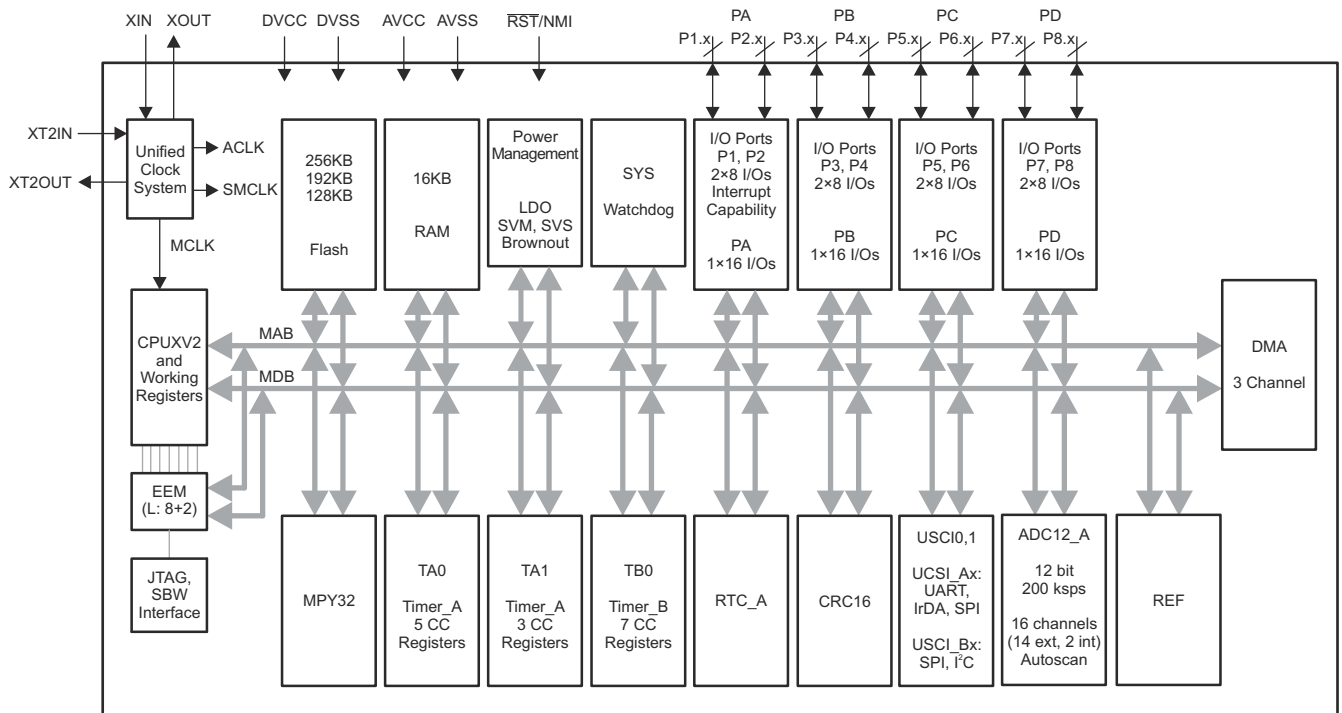 XIN XOUT DVCC DVSS AVCC AVSS RST/NMI PA PB PC PD
P1.x P2.x P3.x P4.x P5.x P6.x P7.x P8.x
XT2IN
XT2OUT
Unified
Clock
System
ACLK
SMCLK
MCLK
256KB
192KB
128KB
Flash
16KB
RAM
Power
Management
LDO
SVM, SVS
Brownout
SYS
Watchdog
I/O Ports
P1, P2
2×8 I/Os
Interrupt
Capability
PA
1×16 I/Os
I/O Ports
P3, P4
2×8 I/Os
PB
1×16 I/Os
I/O Ports
P5, P6
2×8 I/Os
PC
1×16 I/Os
I/O Ports
P7, P8
2×8 I/Os
PD
1×16 I/Os
CPUXV2
and
Working
Registers
MAB
MDB
DMA
3 Channel
EEM
(L: 8+2)
JTAG,
SBW
Interface
MPY32
TA0
Timer_A
5 CC
Registers
TA1
Timer_A
3 CC
Registers
TB0
Timer_B
7 CC
Registers
RTC_A
CRC16
USCI0,1
UCSI_Ax:
UART,
IrDA, SPI
USCI_Bx:
SPI, I²C
ADC12_A
12 bit
200 ksps
16 channels
(14 ext, 2 int)
Autoscan
REF